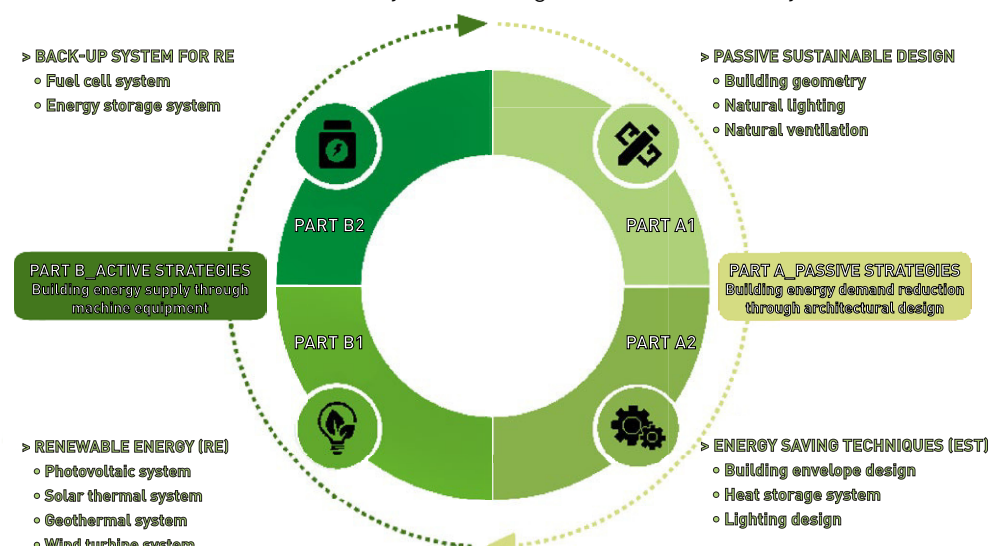 > BACK-UP SYSTEM FOR RE
• Fuel cell system
• Energy storage system
> PASSIVE SUSTAINABLE DESIGN
• Building geometry
• Natural lighting
• Natural ventilation
PART B2
PART A1
PART B_ACTIVE STRATEGIES
Building energy supply through
machine equipment
PART A_PASSIVE STRATEGIES
Building energy demand reduction
through architectural design
PART B1
PART A2
> RENEWABLE ENERGY (RE)
• Photovoltaic system
• Solar thermal system
• Geothermal system
• Wind turbine system
> ENERGY SAVING TECHNIQUES (EST)
• Building envelope design
• Heat storage system
• Lighting design